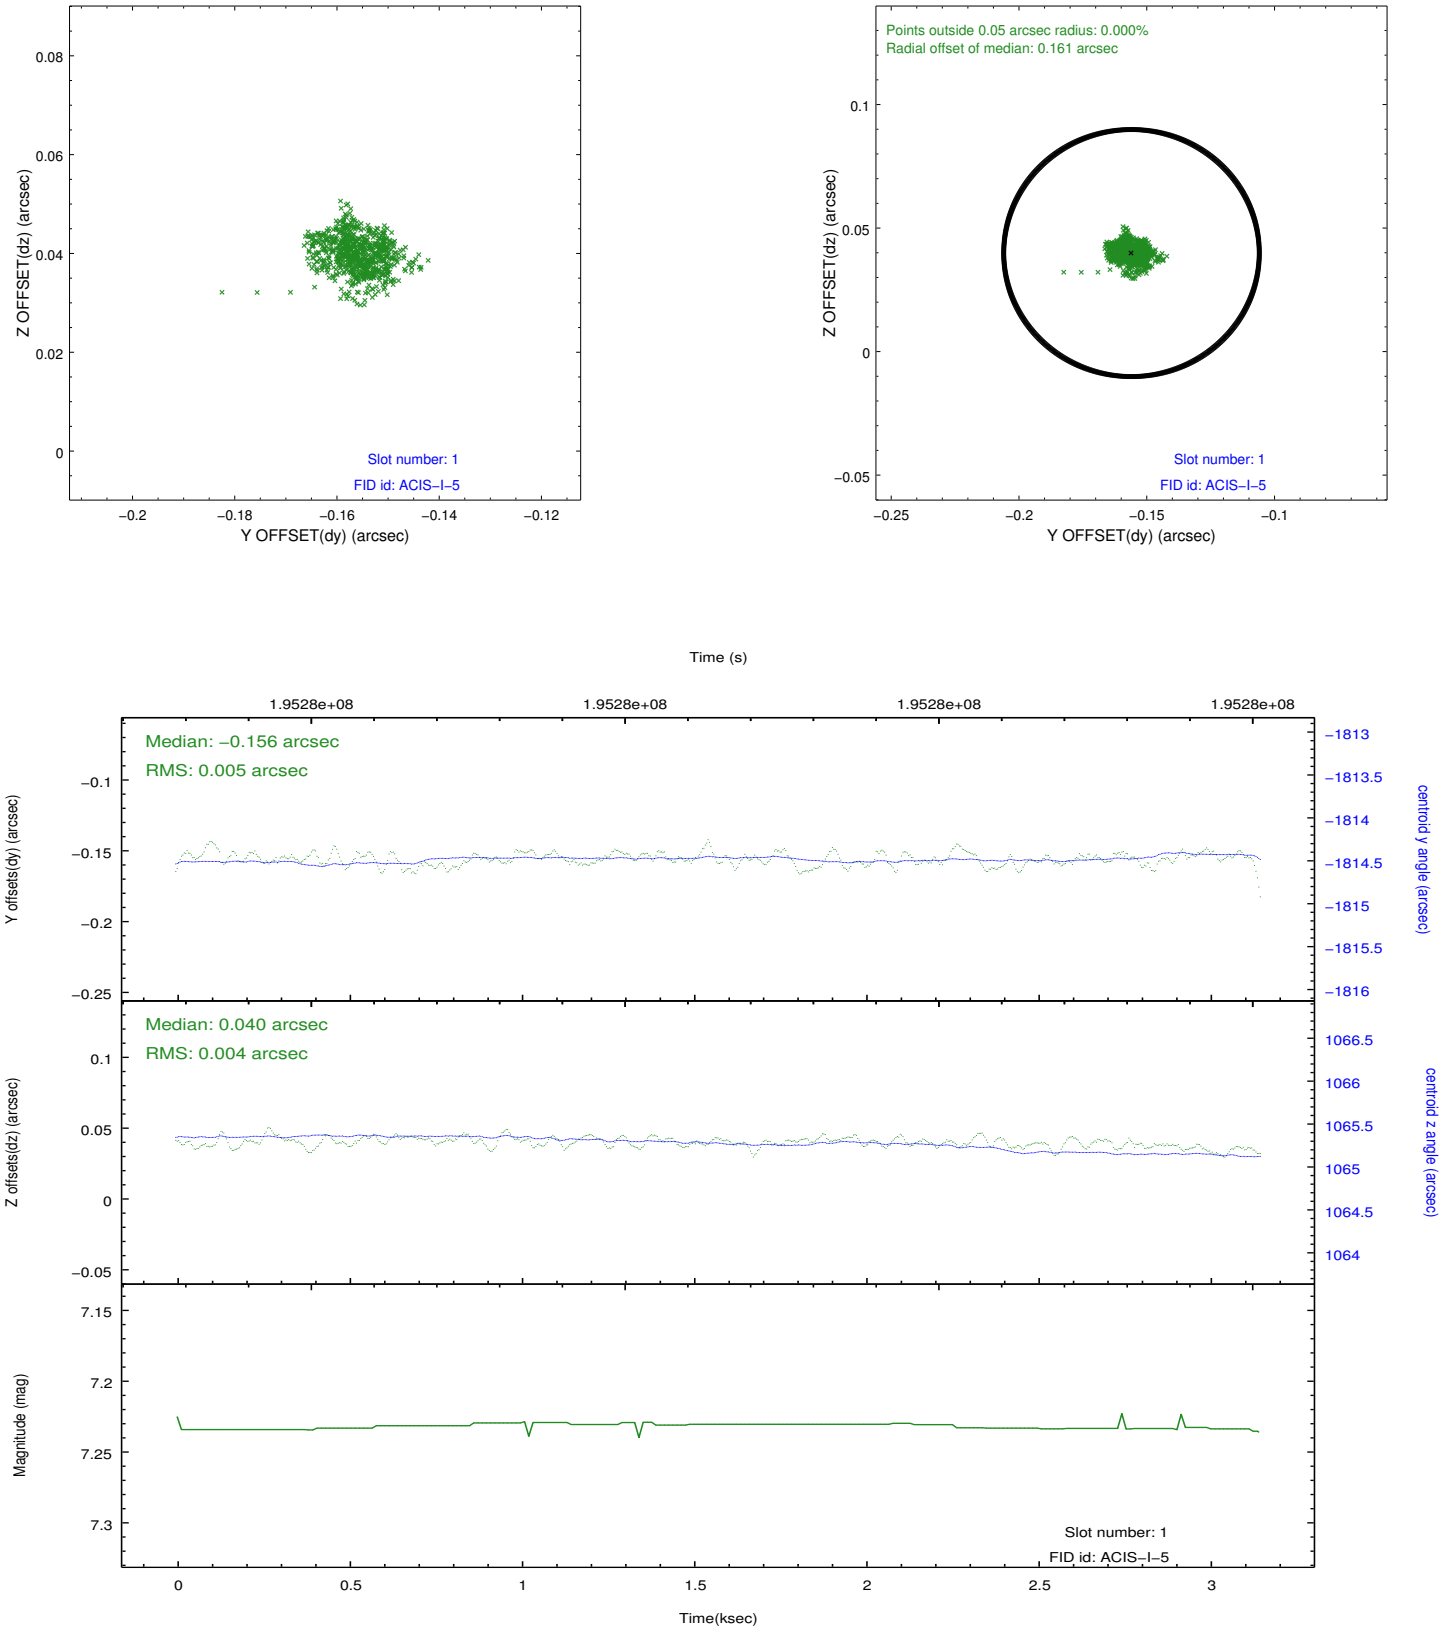 0.08
0.06
0.04
0.02
0
Z OFFSET(dz) (arcsec)
Slot number: 1
FID id: ACIS−I−5
−0.2
−0.18
−0.16
−0.14
−0.12
Y OFFSET(dy) (arcsec)
Points outside 0.05 arcsec radius: 0.000%
Radial offset of median: 0.161 arcsec
0.1
0.05
0
−0.05
Z OFFSET(dz) (arcsec)
Slot number: 1
FID id: ACIS−I−5
−0.25
−0.2
−0.15
−0.1
Y OFFSET(dy) (arcsec)
Time (s)
1.9528e+08
1.9528e+08
1.9528e+08
1.9528e+08
Median: −0.156 arcsec
RMS: 0.005 arcsec
−0.1
−0.15
−0.2
−0.25
Y offsets(dy) (arcsec)
−1813
−1813.5
−1814
−1814.5
−1815
−1815.5
−1816
centroid y angle (arcsec)
Median: 0.040 arcsec
RMS: 0.004 arcsec
0.1
0.05
0
−0.05
Z offsets(dz) (arcsec)
1066.5
1066
1065.5
1065
1064.5
1064
centroid z angle (arcsec)
7.15
7.2
7.25
7.3
Magnitude (mag)
Slot number: 1
FID id: ACIS−I−5
0
0.5
1
1.5
2
2.5
3
Time(ksec)